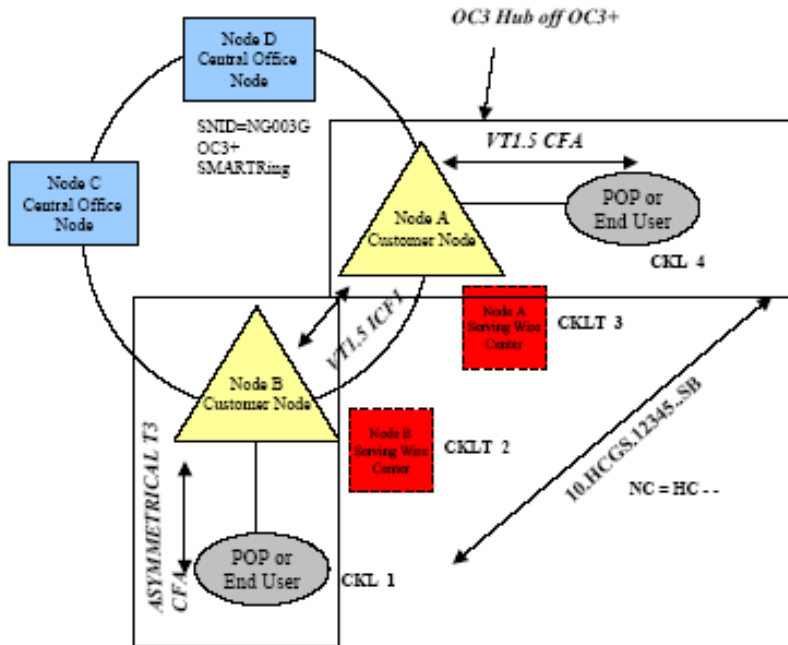 OC3 Hub off OC3+
Node D
Central Office
Node
SNID=NG003G
OC3+
SMARTRing
VT1.5 CFA
Node C
Central Office
Node
Node A
Customer Node
POP or
End User
CKL 4
Node A
Serving Wire
Center
CKLT 3
VT1.5 ICF1
Node B
Customer Node
Node B
Serving Wire
Center
CKLT 2
10.HCGS.12345..SB
NC = HC - -
ASYMMETRICAL T3
CFA
POP or
End User
CKL 1